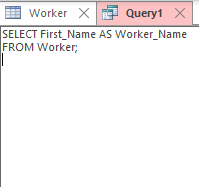 Worker Query1
SELECT First_Name AS Worker_Name
FROM Worker;